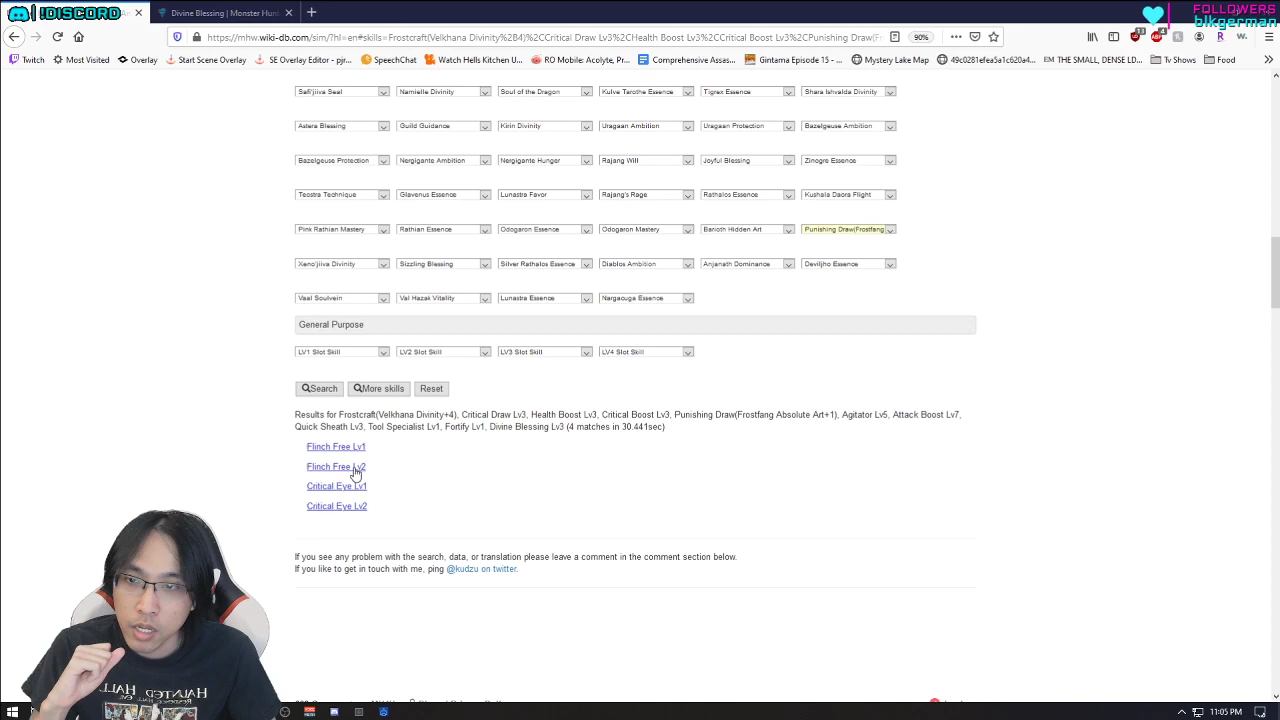 !DISCORD
Divine Blessing | Monster Hun
FOLLOWERS
blkgerman
https://mhw.wiki-db.com/sim/?hl=en#skills=Frostcraft(Velkhana Divinity+4)%2CCritical Draw Lv3%2CHealth Boost Lv3%2CCritical Boost Lv3%2CPunishing Draw(F
90%
Twitch
Most Visited
Overlay
Start Scene Overlay
SE Overlay Editor - pjr...
SpeechChat
Watch Hells Kitchen U...
RO Mobile: Acolyte, Pr...
Comprehensive Asas...
Gintama Episode 15 -...
Mystery Lake Map
49c0281efea5a1c620a4...
THE SMALL, DENSE LD...
Tv Shows
Food
Safi'jiiva Seal
Namielle Divinity
Soul of the Dragon
Kulve Tarothe Essence
Tigrex Essence
Shara Ishvalda Divinity
Astera Blessing
Guild Guidance
Kirin Divinity
Uragaan Ambition
Uragaan Protection
Bazelgeuse Ambition
Bazelgeuse Protection
Nergigante Ambition
Nergigante Hunger
Rajang Will
Joyful Blessing
Zinogre Essence
Teostra Technique
Glavenus Essence
Lunastra Favor
Rajang's Rage
Rathalos Essence
Kushala Daora Flight
Pink Rathian Mastery
Rathian Essence
Odogaron Essence
Odogaron Mastery
Barioth Hidden Art
Punishing Draw(Frostfang
Xeno'jiiva Divinity
Sizzling Blessing
Silver Rathalos Essence
Diablos Ambition
Anjanath Dominance
Deviljho Essence
Vaal Soulvein
Val Hazak Vitality
Lunastra Essence
Nargacuga Essence
General Purpose
LV1 Slot Skill
LV2 Slot Skill
LV3 Slot Skill
LV4 Slot Skill
Search
More skills
Reset
Results for Frostcraft(Velkhana Divinity+4), Critical Draw Lv3, Health Boost Lv3, Critical Boost Lv3, Punishing Draw(Frostfang Absolute Art+1), Agitator Lv5, Attack Boost Lv7,
Quick Sheath Lv3, Tool Specialist Lv1, Fortify Lv1, Divine Blessing Lv3 (4 matches in 30.441sec)
Flinch Free Lv1
Flinch Free Lv2
Critical Eye Lv1
Critical Eye Lv2
If you see any problem with the search, data, or translation please leave a comment in the comment section below.
If you like to get in touch with me, ping @kudzu on twitter.
HAUNTED HALL
11:05 PM